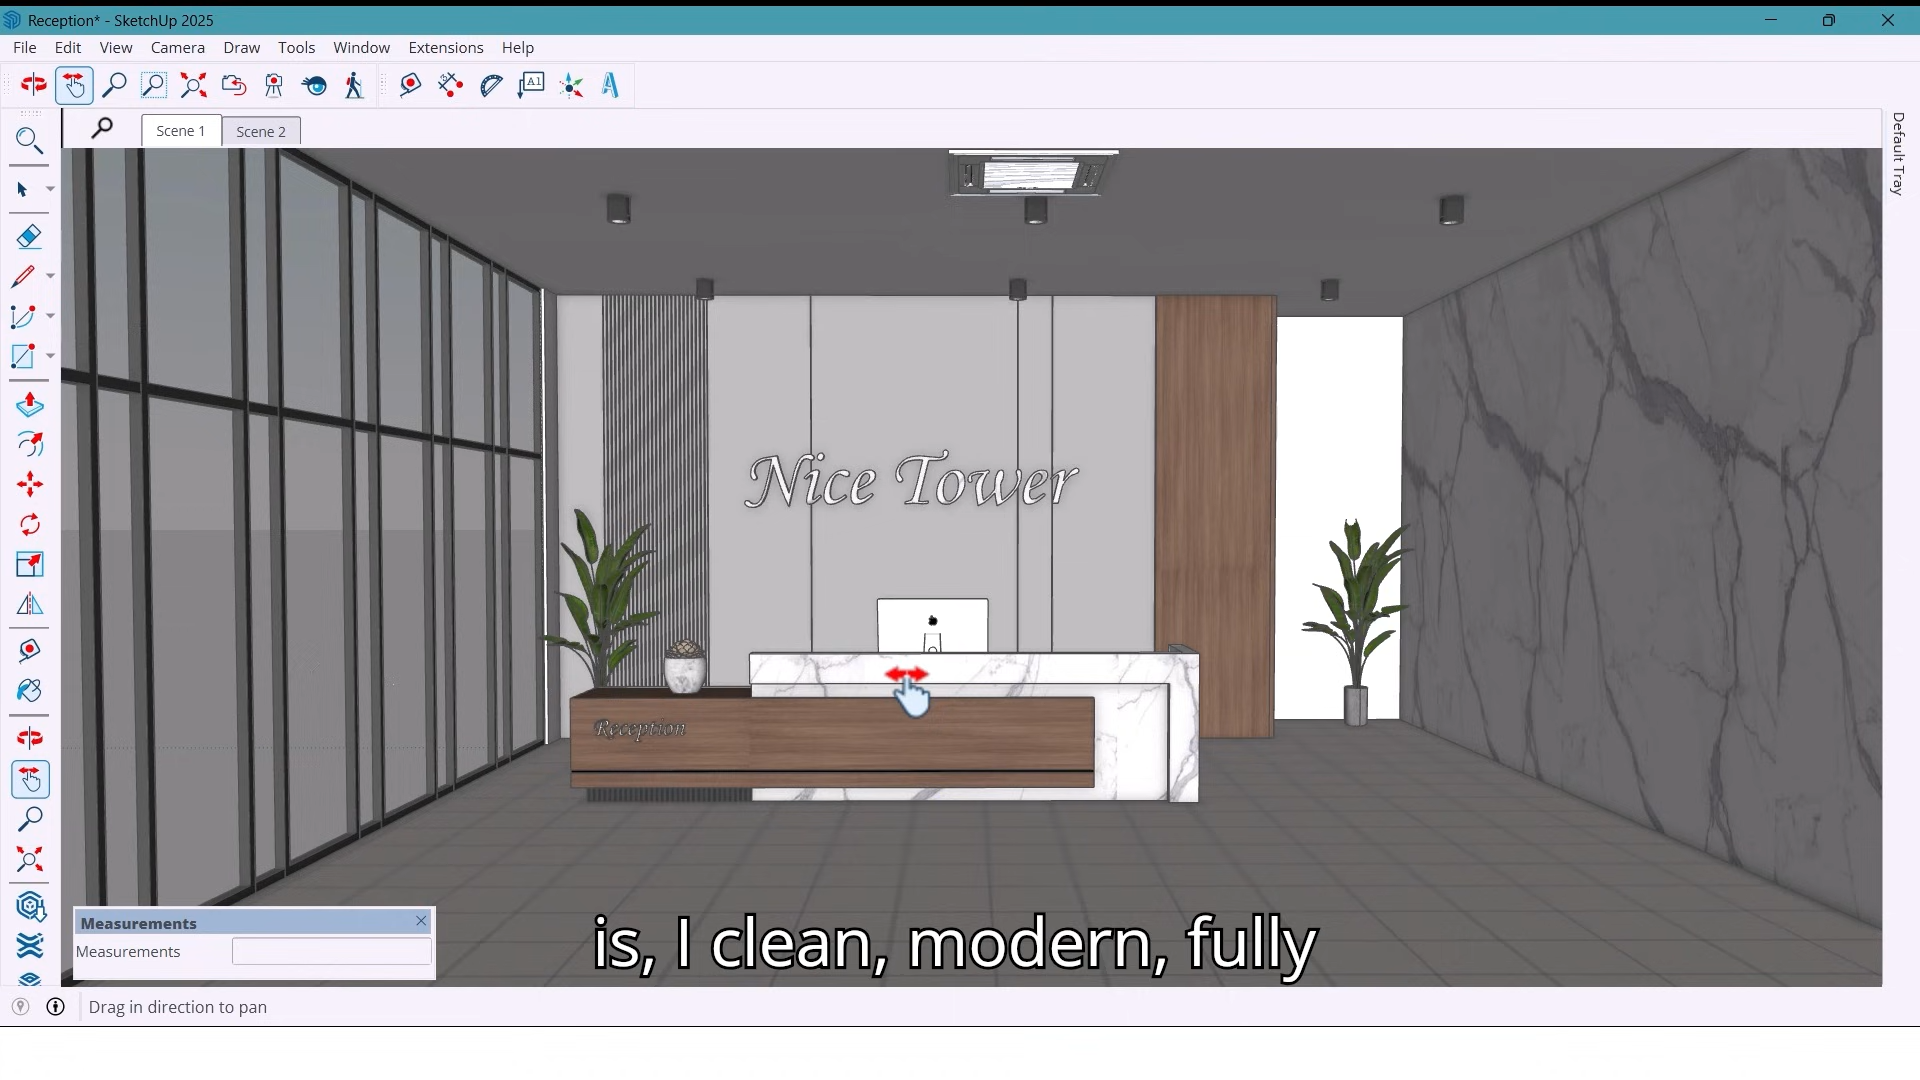 Reception* - SketchUp 2025
File Edit View Camera Draw Tools Window Extensions Help
A1
Scene 1 Scene 2
Default Tray
Nice Tower
Reception
Measurements
Measurements
is, I clean, modern, fully
Drag in direction to pan